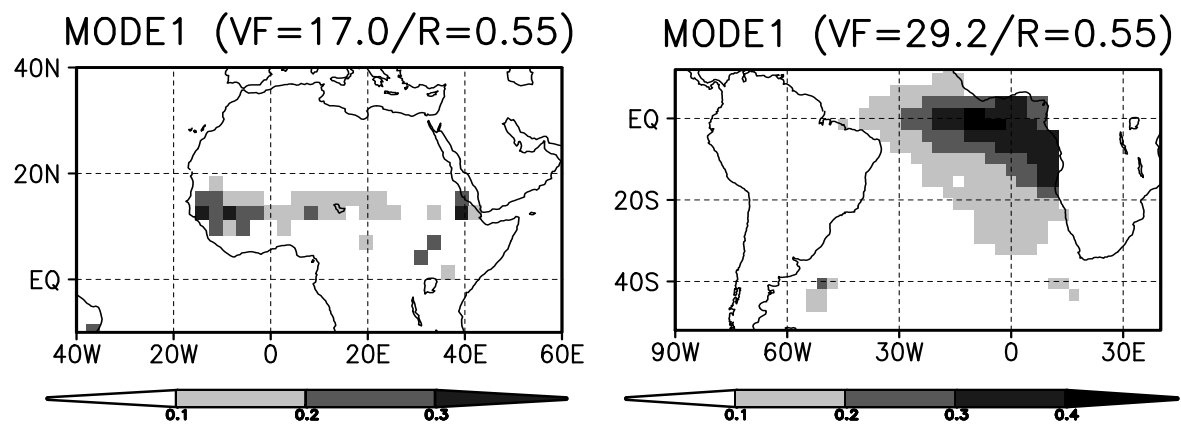 MODE1 (VF=17.0/R=0.55)
40N
20N
EQ
40W 20W 0 20E 40E 60E
0.1 0.2 0.3
MODE1 (VF=29.2/R=0.55)
EQ
20S
40S
90W 60W 30W 0 30E
0.1 0.2 0.3 0.4